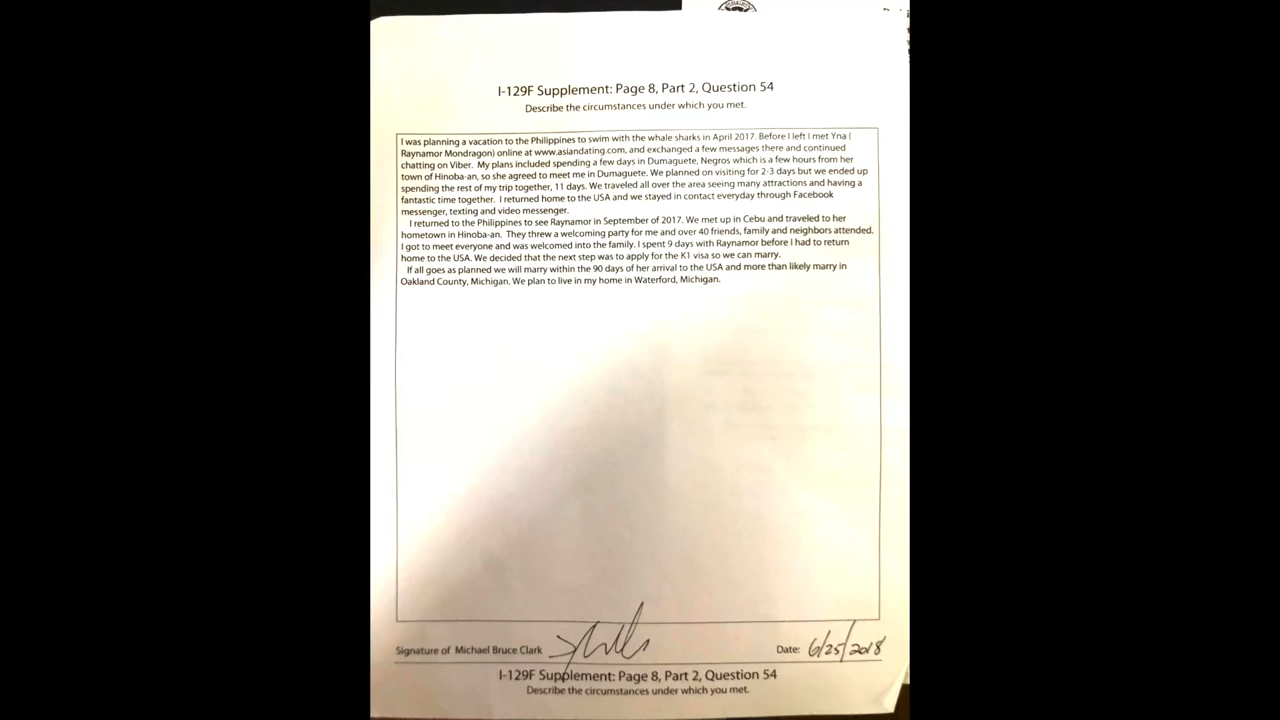 I-129F Supplement: Page 8, Part 2, Question 54
Describe the circumstances under which you met.
I was planning a vacation to the Philippines to swim with the whale sharks in April 2017. Before I left I met Yna (
Raynamor Mondragon) online at www.asiandating.com, and exchanged a few messages there and continued
chatting on Viber. My plans included spending a few days in Dumaguete, Negros which is a few hours from her
town of Hinoba-an, so she agreed to meet me in Dumaguete. We planned on visiting for 2-3 days but we ended up
spending the rest of my trip together, 11 days. We traveled all over the area seeing many attractions and having a
fantastic time together. I returned home to the USA and we stayed in contact everyday through Facebook
messenger, texting and video messenger.
I returned to the Philippines to see Raynamor in September of 2017. We met up in Cebu and traveled to her
hometown in Hinoba-an. They threw a welcoming party for me and over 40 friends, family and neighbors attended.
I got to meet everyone and was welcomed into the family. I spent 9 days with Raynamor before I had to return
home to the USA. We decided that the next step was to apply for the K1 visa so we can marry.
If all goes as planned we will marry within the 90 days of her arrival to the USA and more than likely marry in
Oakland County, Michigan. We plan to live in my home in Waterford, Michigan.
Signature of Michael Bruce Clark Date: 6/25/2018
I-129F Supplement: Page 8, Part 2, Question 54
Describe the circumstances under which you met.